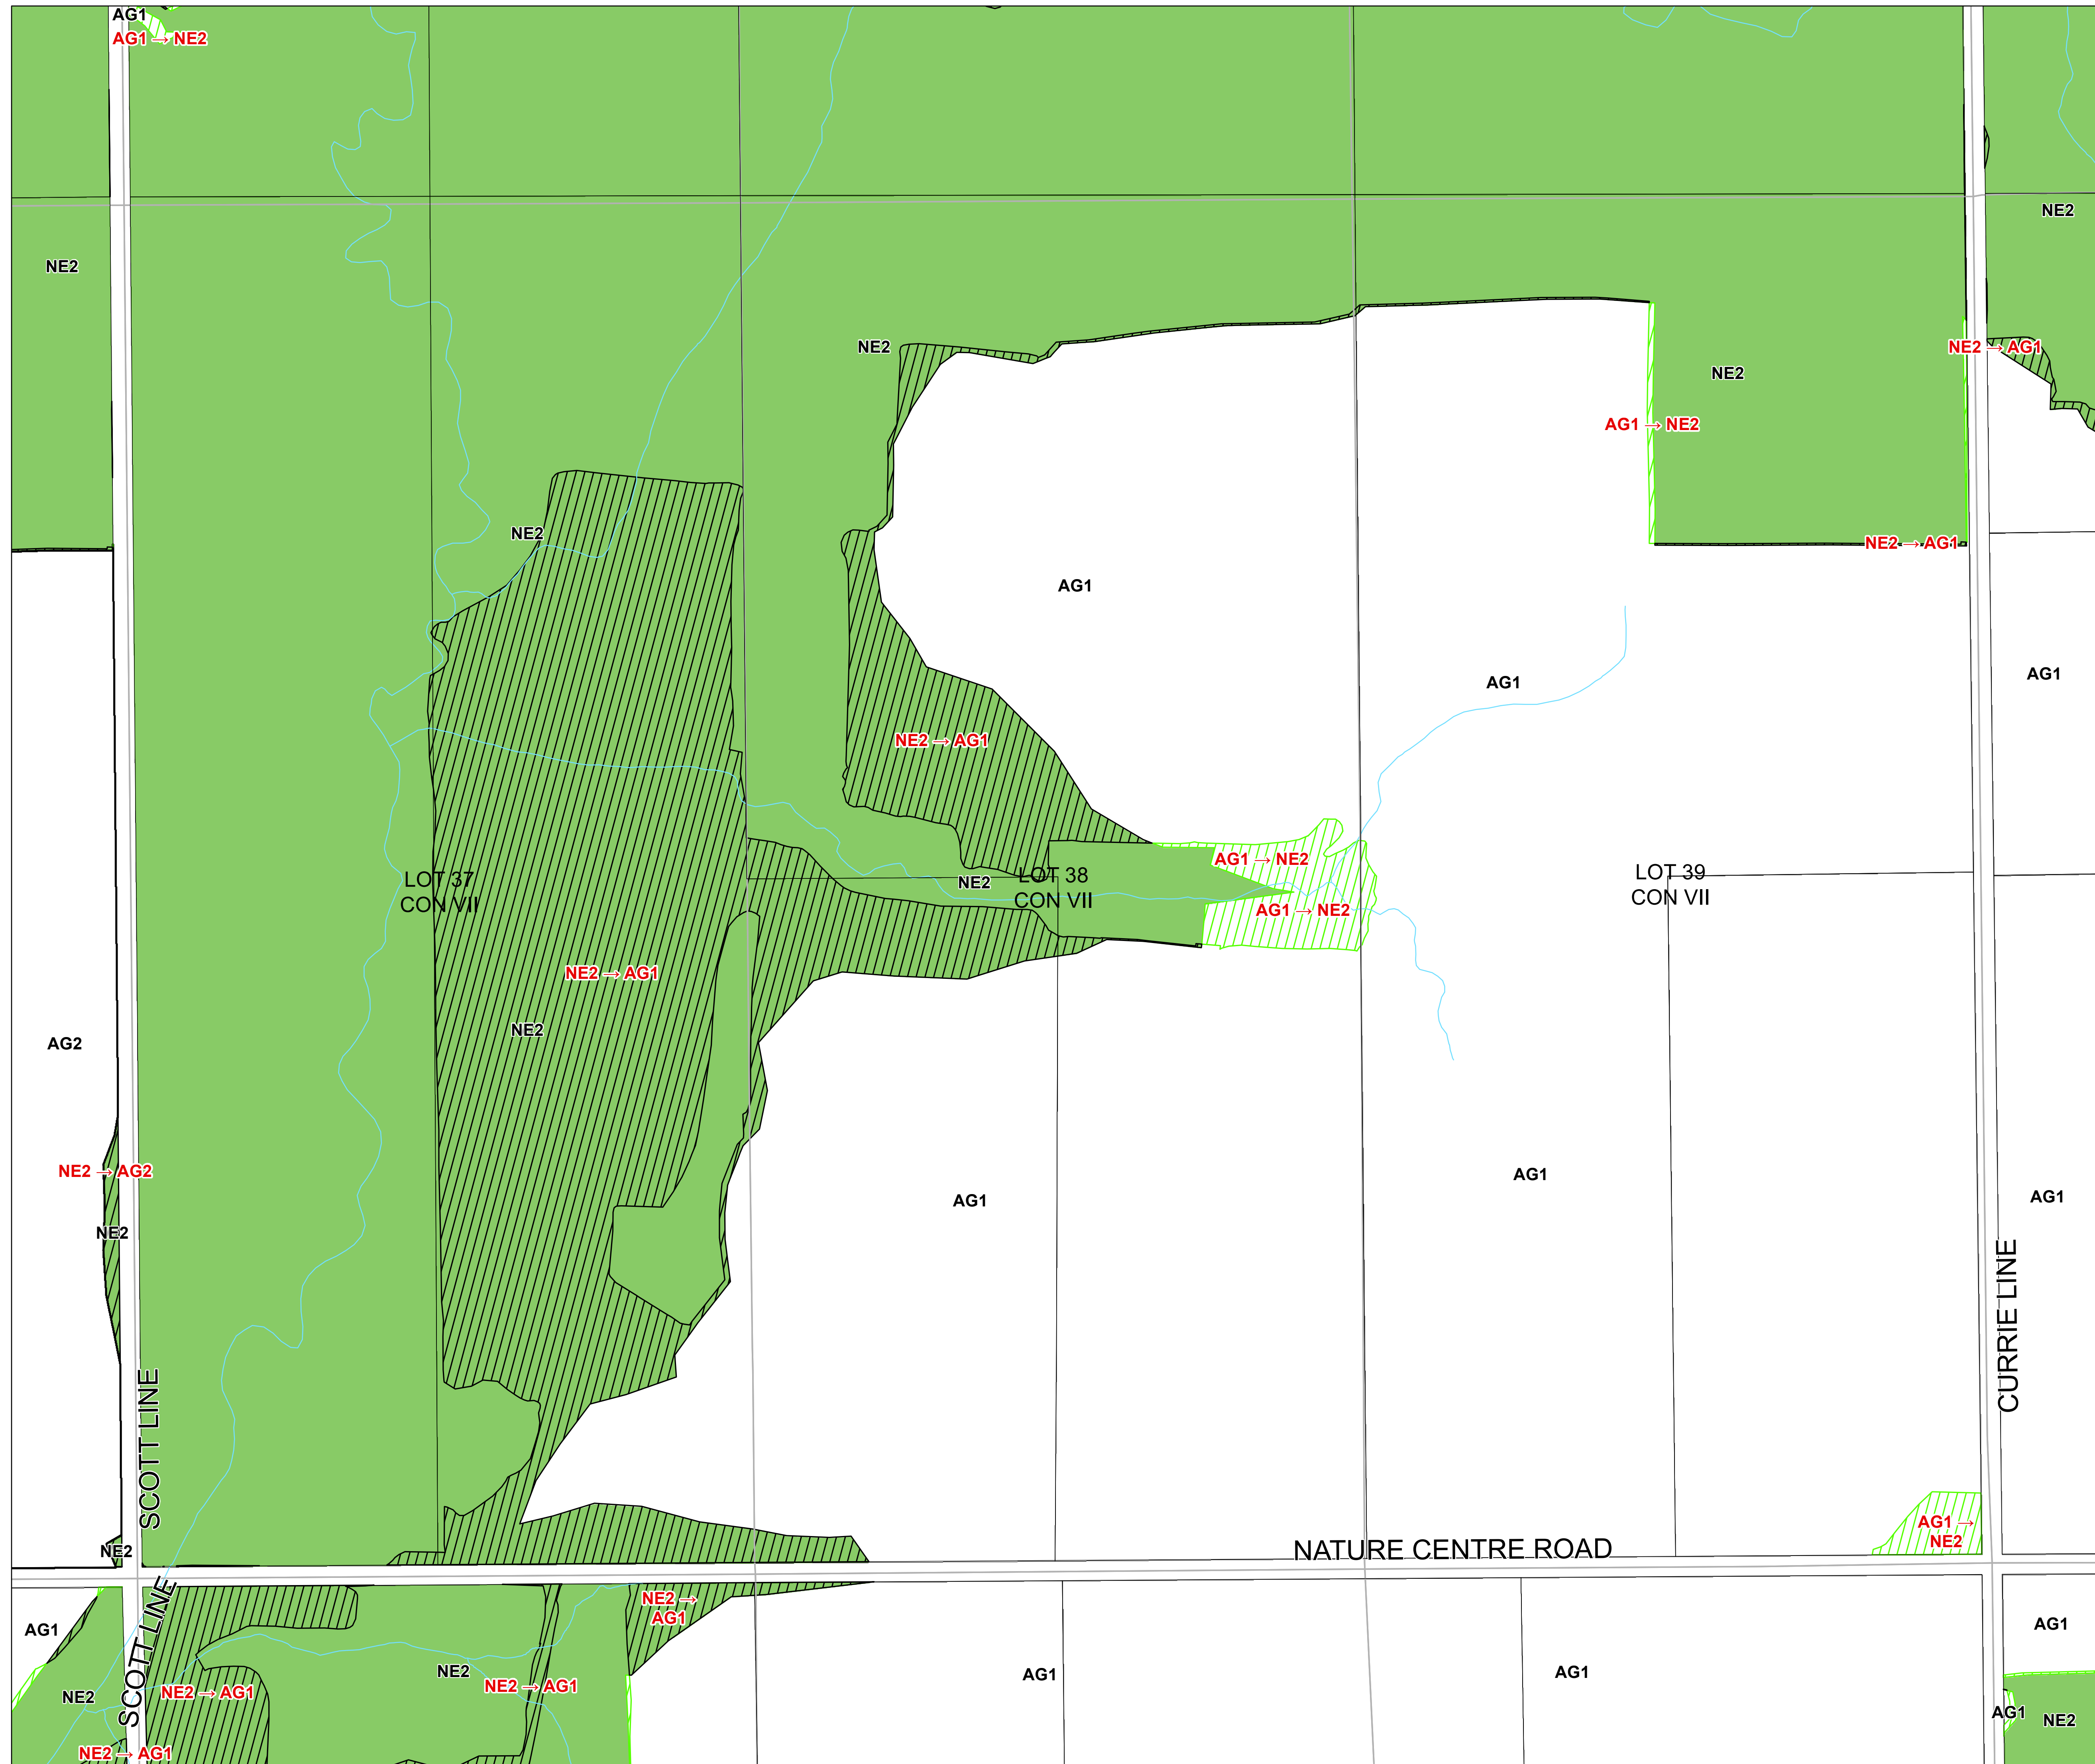 AG1
AG1 → NE2
NE2
NE2
NE2
NE2 → AG1
NE2
AG1 → NE2
NE2
NE2 → AG1
AG1
AG1
AG1
NE2 → AG1
AG1 → NE2
LOT 37
CON VII
NE2
LOT 38
CON VII
LOT 39
CON VII
AG1 → NE2
NE2 → AG1
NE2
AG2
NE2 → AG2
AG1
AG1
AG1
NE2
CURRIE LINE
SCOTT LINE
AG1 →
NE2
NE2
NATURE CENTRE ROAD
NE2 →
AG1
AG1
AG1
SCOTT LINE
NE2
AG1
AG1
NE2
NE2 → AG1
NE2 → AG1
AG1
NE2
NE2 → AG1